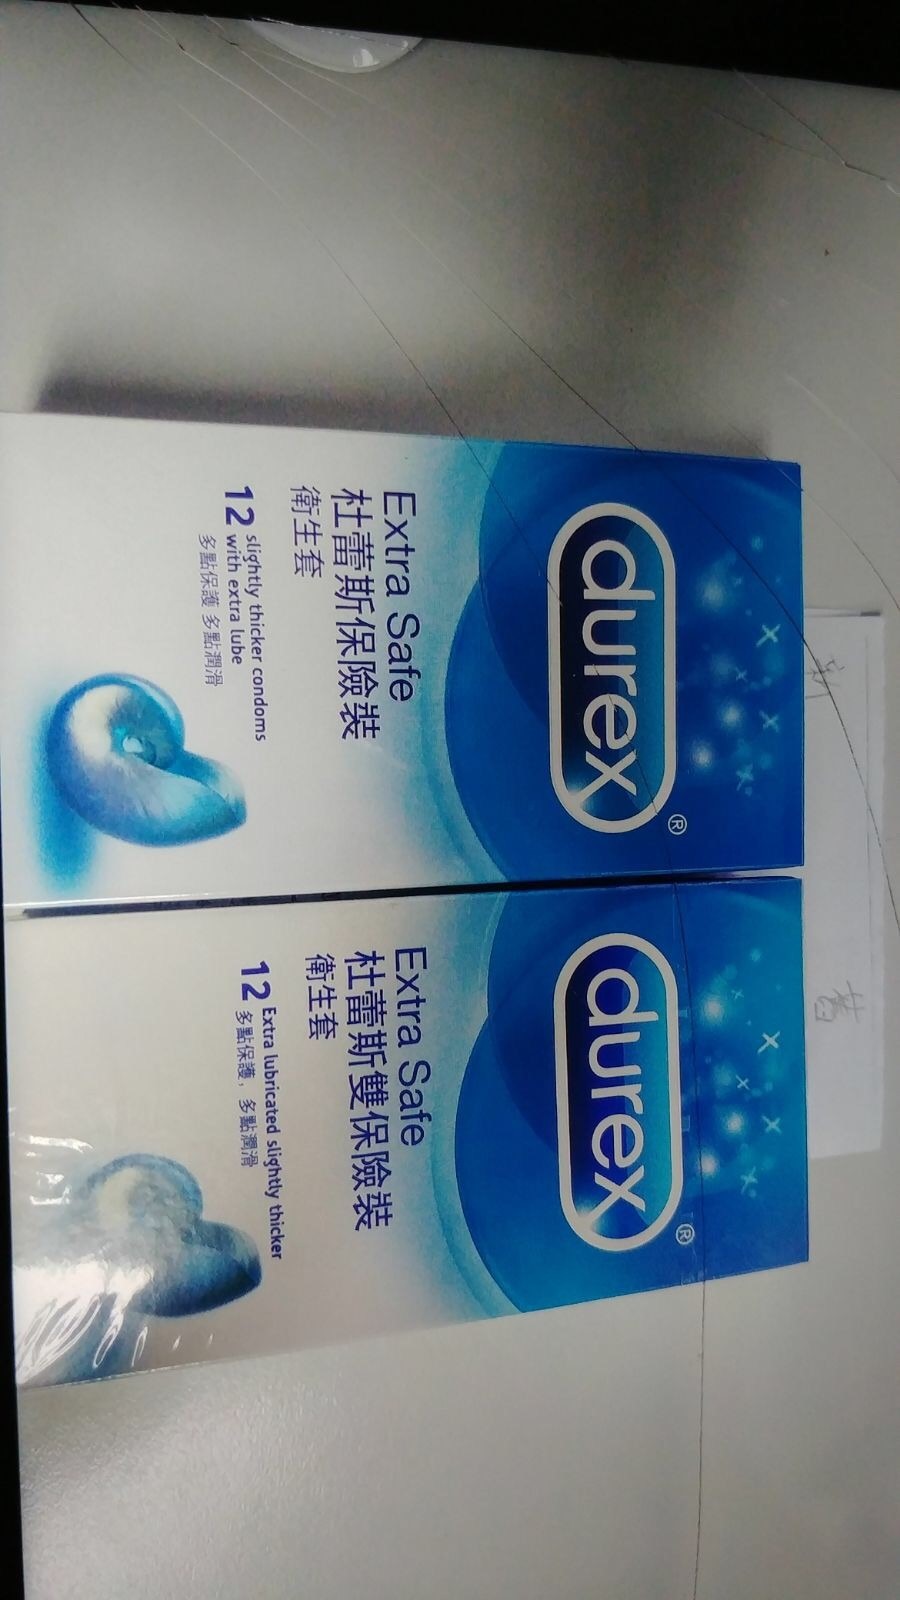 durex®
Extra Safe
杜蕾斯保險裝
衛生套
12 slightly thicker condoms
with extra lube
多點保護 多點潤滑
durex®
Extra Safe
杜蕾斯雙保險裝
衛生套
12 Extra lubricated slightly thicker
多點保護,多點潤滑